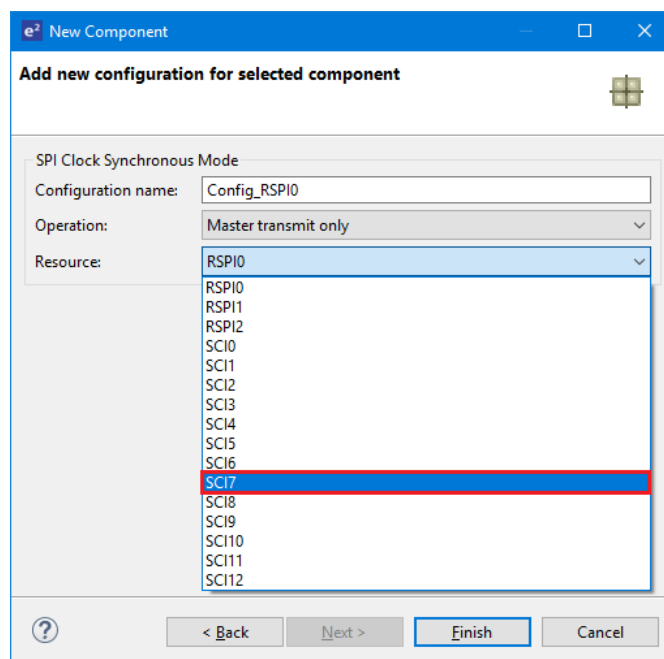 e² New Component
Add new configuration for selected component
SPI Clock Synchronous Mode
Configuration name: Config_RSPI0
Operation: Master transmit only
Resource: RSPI0
RSPI0
RSPI1
RSPI2
SCI0
SCI1
SCI2
SCI3
SCI4
SCI5
SCI6
SCI7
SCI8
SCI9
SCI10
SCI11
SCI12
? < Back Next > Finish Cancel